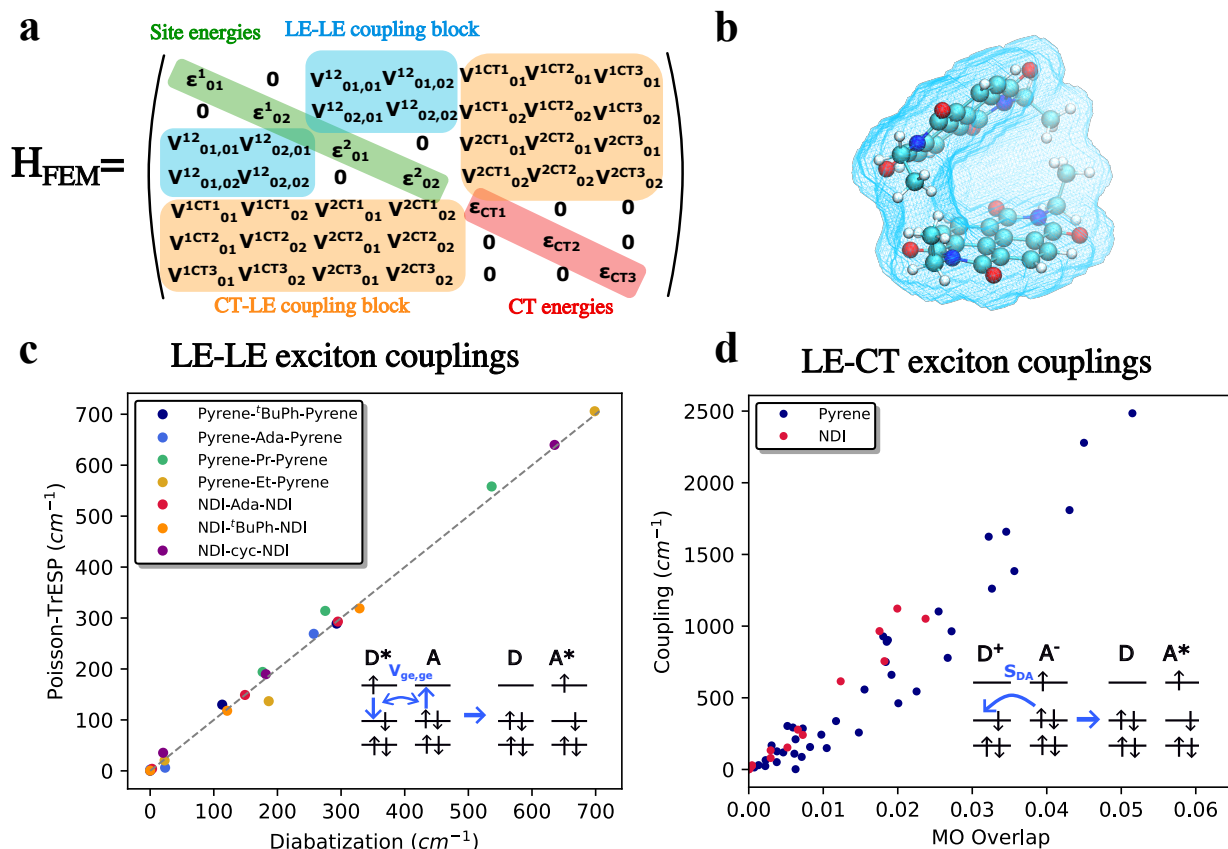 a
Site energies
LE-LE coupling block
H_FEM=
ε¹₀₁ 0 V¹²₀₁,₀₁ V¹²₀₁,₀₂ V¹ᶜᵀ¹₀₁ V¹ᶜᵀ²₀₁ V¹ᶜᵀ³₀₁
0 ε¹₀₂ V¹²₀₂,₀₁ V¹²₀₂,₀₂ V¹ᶜᵀ¹₀₂ V¹ᶜᵀ²₀₂ V¹ᶜᵀ³₀₂
V¹²₀₁,₀₁ V¹²₀₂,₀₁ ε²₀₁ 0 V²ᶜᵀ¹₀₁ V²ᶜᵀ²₀₁ V²ᶜᵀ³₀₁
V¹²₀₁,₀₂ V¹²₀₂,₀₂ 0 ε²₀₂ V²ᶜᵀ¹₀₂ V²ᶜᵀ²₀₂ V²ᶜᵀ³₀₂
V¹ᶜᵀ¹₀₁ V¹ᶜᵀ¹₀₂ V²ᶜᵀ¹₀₁ V²ᶜᵀ¹₀₂ ε_CT1 0 0
V¹ᶜᵀ²₀₁ V¹ᶜᵀ²₀₂ V²ᶜᵀ²₀₁ V²ᶜᵀ²₀₂ 0 ε_CT2 0
V¹ᶜᵀ³₀₁ V¹ᶜᵀ³₀₂ V²ᶜᵀ³₀₁ V²ᶜᵀ³₀₂ 0 0 ε_CT3
CT-LE coupling block
CT energies
b
c
LE-LE exciton couplings
Pyrene-ᵗBuPh-Pyrene
Pyrene-Ada-Pyrene
Pyrene-Pr-Pyrene
Pyrene-Et-Pyrene
NDI-Ada-NDI
NDI-ᵗBuPh-NDI
NDI-cyc-NDI
D* A D A*
V_ge,ge
Poisson-TrESP (cm⁻¹)
700
600
500
400
300
200
100
0
0 100 200 300 400 500 600 700
Diabatization (cm⁻¹)
d
LE-CT exciton couplings
Pyrene
NDI
D⁺ A⁻ D A*
S_DA
Coupling (cm⁻¹)
2500
2000
1500
1000
500
0
0.00 0.01 0.02 0.03 0.04 0.05 0.06
MO Overlap